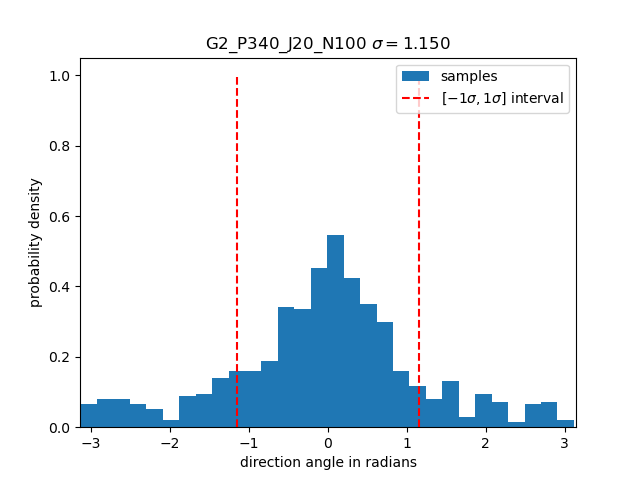 G2_P340_J20_N100 σ = 1.150
samples
[−1σ, 1σ] interval
probability density
1.0
0.8
0.6
0.4
0.2
0.0
−3 −2 −1 0 1 2 3
direction angle in radians